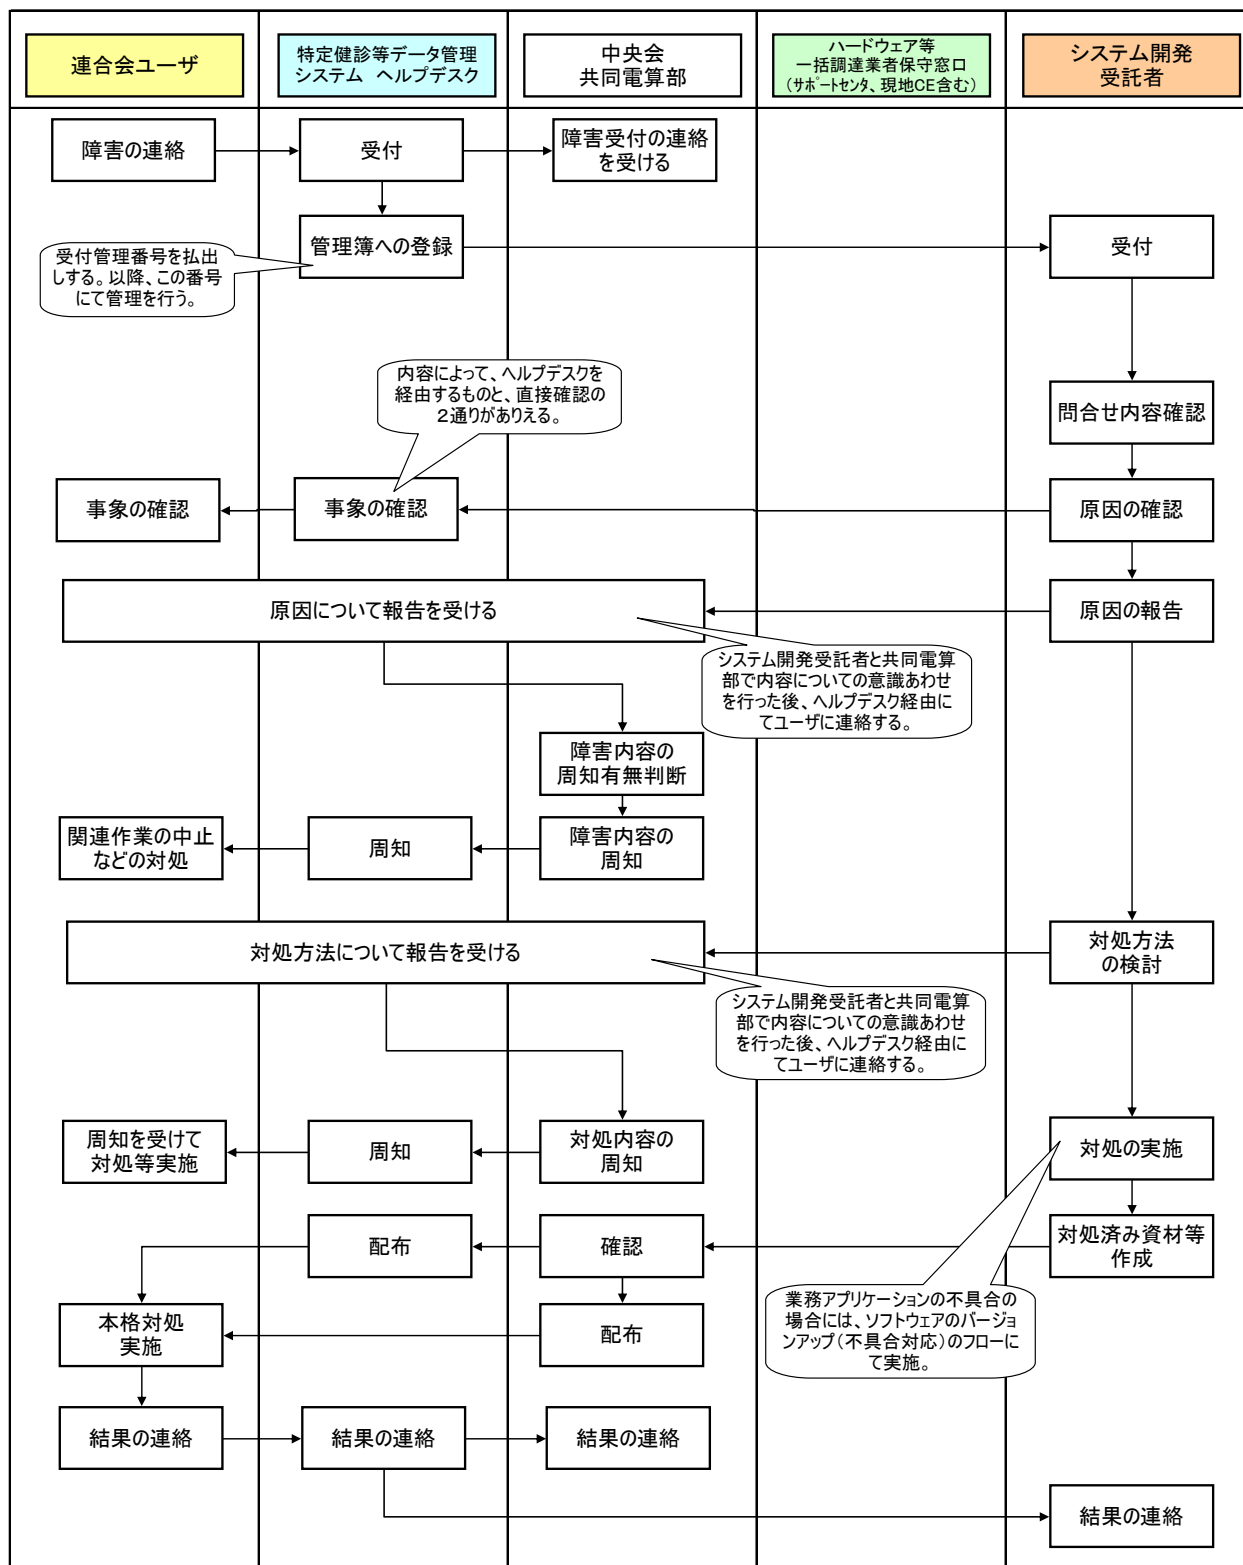 連合会ユーザ
特定健診等データ管理
システム ヘルプデスク
中央会
共同電算部
ハードウェア等
一括調達業者保守窓口
（サポートセンタ、現地CE含む）
システム開発
受託者
障害の連絡
受付
障害受付の連絡
を受ける
管理簿への登録
受付
受付管理番号を払出
しする。以降、この番号
にて管理を行う。
内容によって、ヘルプデスクを
経由するものと、直接確認の
２通りがありえる。
問合せ内容確認
事象の確認
事象の確認
原因の確認
原因について報告を受ける
原因の報告
システム開発受託者と共同電算
部で内容についての意識あわせ
を行った後、ヘルプデスク経由に
てユーザに連絡する。
障害内容の
周知有無判断
関連作業の中止
などの対処
周知
障害内容の
周知
対処方法について報告を受ける
対処方法
の検討
システム開発受託者と共同電算
部で内容についての意識あわせ
を行った後、ヘルプデスク経由に
てユーザに連絡する。
周知を受けて
対処等実施
周知
対処内容の
周知
対処の実施
配布
確認
対処済み資材等
作成
業務アプリケーションの不具合の
場合には、ソフトウェアのバージョ
ンアップ（不具合対応）のフローに
て実施。
本格対処
実施
配布
結果の連絡
結果の連絡
結果の連絡
結果の連絡